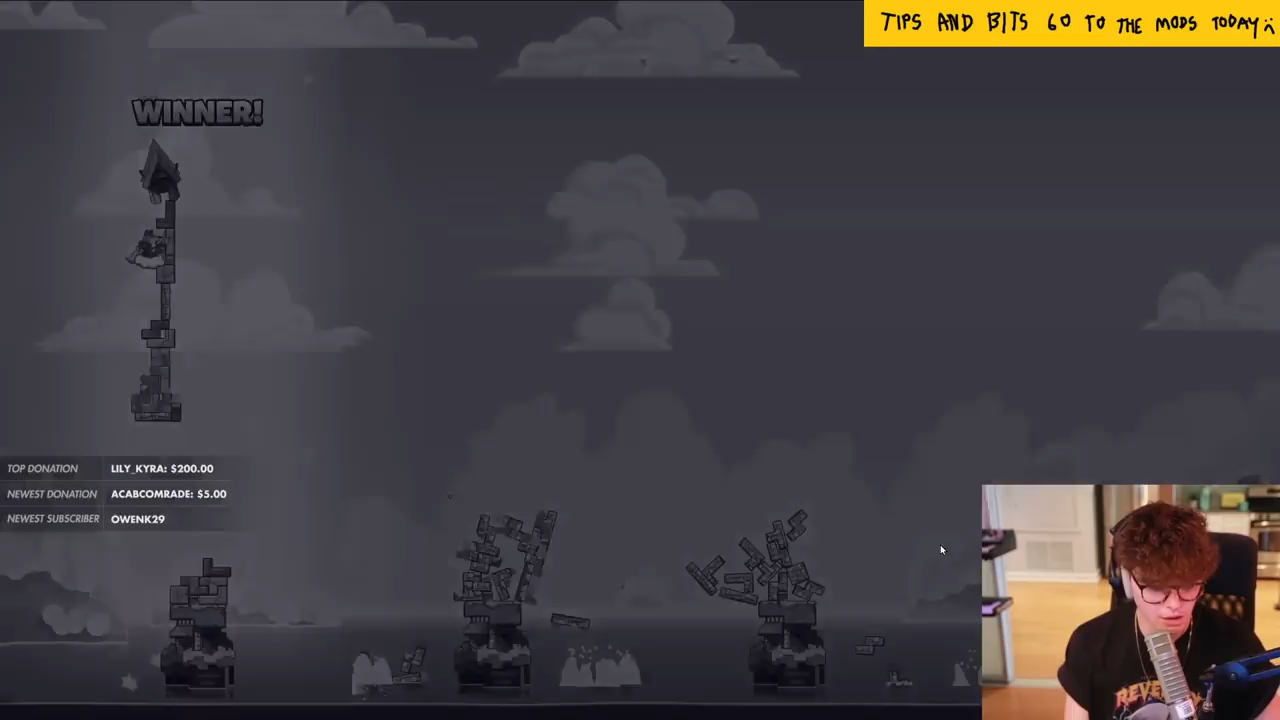 TIPS AND BITS GO TO THE MODS TODAY :(
WINNER!
TOP DONATION LILY_KYRA: $200.00
NEWEST DONATION ACABCOMRADE: $5.00
NEWEST SUBSCRIBER OWENK29